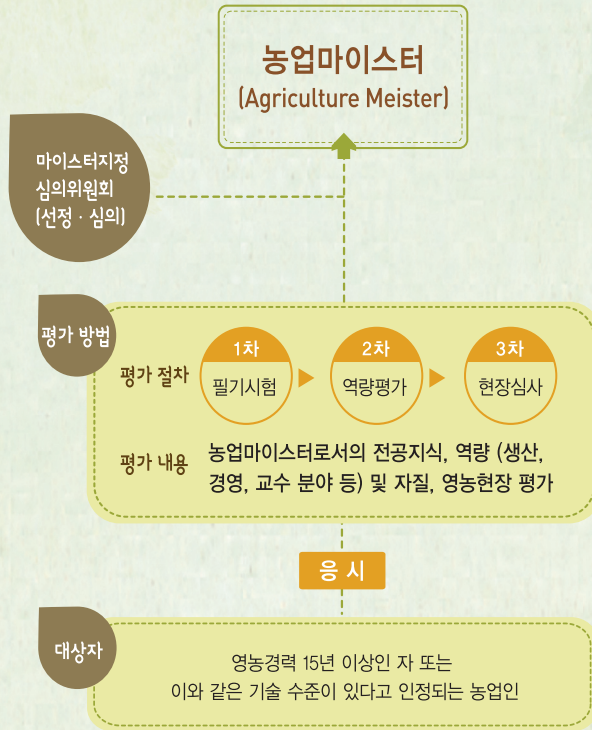 농업마이스터
(Agriculture Meister)
마이스터지정
심의위원회
(선정 · 심의)
평가 방법
평가 절차
1차
필기시험
2차
역량평가
3차
현장심사
평가 내용
농업마이스터로서의 전공지식, 역량 (생산,
경영, 교수 분야 등) 및 자질, 영농현장 평가
응 시
대상자
영농경력 15년 이상인 자 또는
이와 같은 기술 수준이 있다고 인정되는 농업인